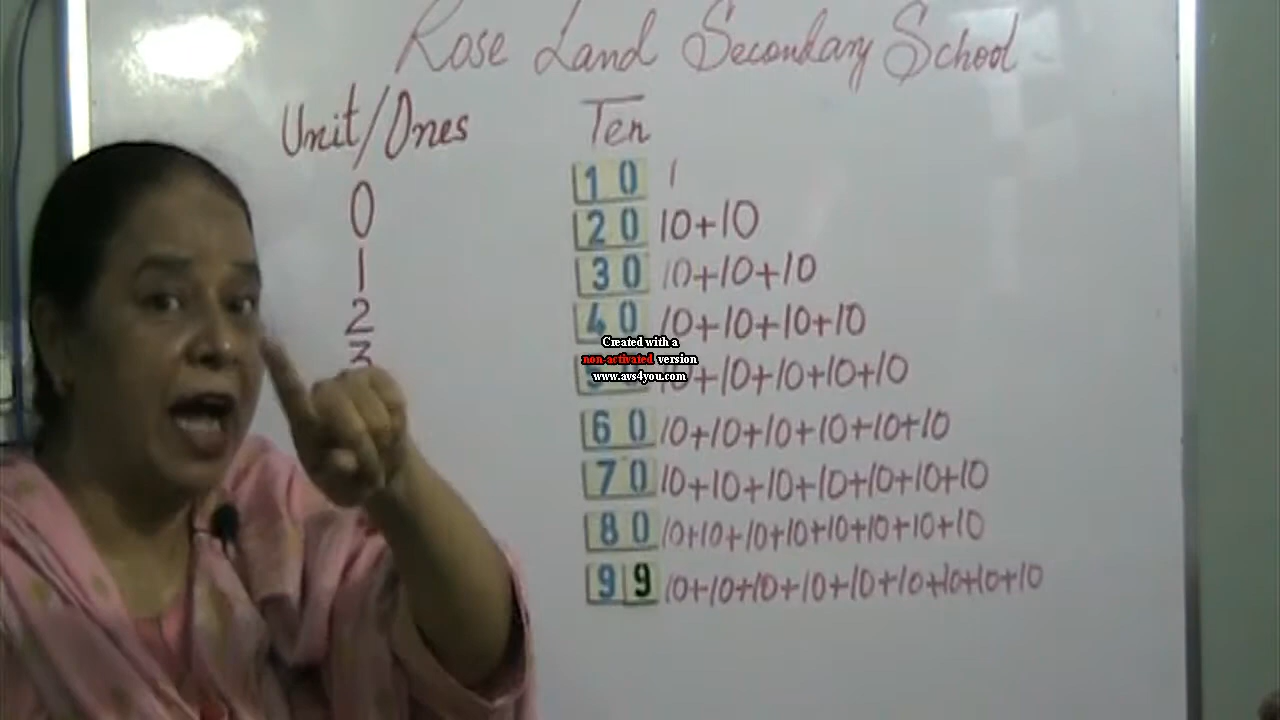 Rose Land Secondary School
Unit/Ones
Ten
0
1
2
3
10 1
20 10+10
30 10+10+10
40 10+10+10+10
10+10+10+10+10
60 10+10+10+10+10+10
70 10+10+10+10+10+10+10
80 10+10+10+10+10+10+10+10
99 10+10+10+10+10+10+10+10+10
Created with a
non-activated version
www.avs4you.com